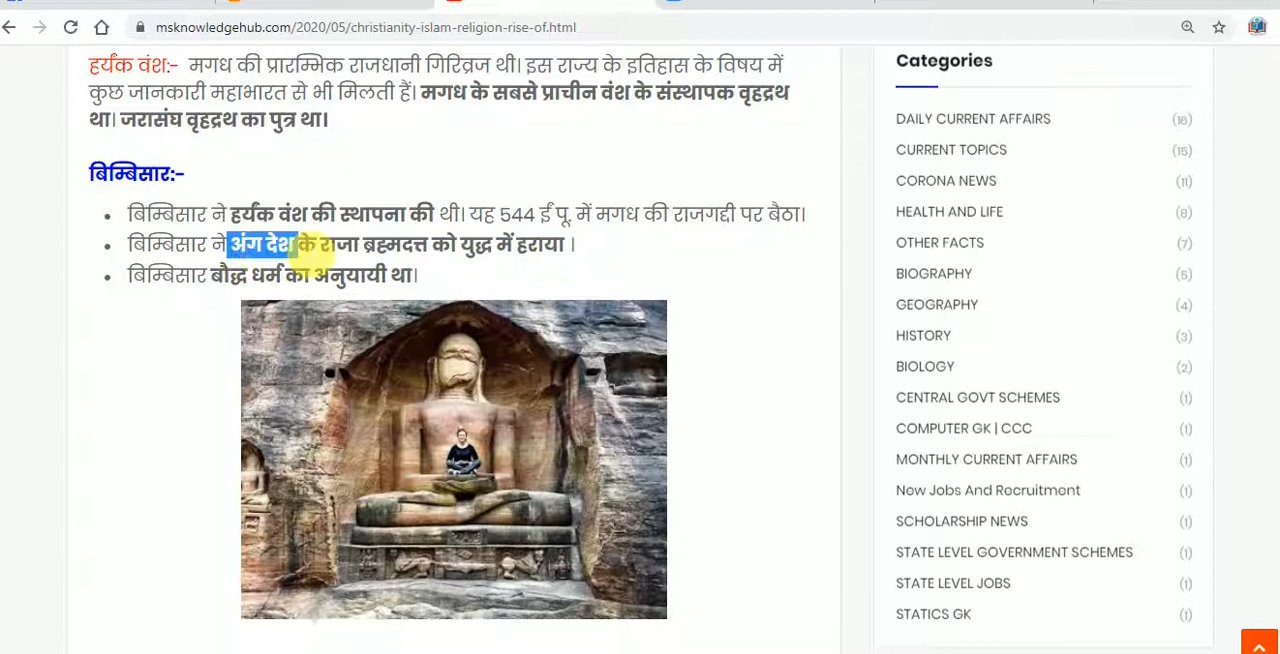 msknowledgehub.com/2020/05/christianity-islam-religion-rise-of.html
हर्यक वंश:- मगध की प्रारम्भिक राजधानी गिरिव्रज थी। इस राज्य के इतिहास के विषय में
कुछ जानकारी महाभारत से भी मिलती हैं। मगध के सबसे प्राचीन वंश के संस्थापक वृहद्रथ
था। जरासंघ वृहद्रथ का पुत्र था।
बिम्बिसार:-
बिम्बिसार ने हर्यक वंश की स्थापना की थी। यह 544 ईं पू. में मगध की राजगद्दी पर बैठा।
बिम्बिसार ने अंग देश के राजा ब्रह्मदत्त को युद्ध में हराया ।
बिम्बिसार बौद्ध धर्म का अनुयायी था।
Categories
DAILY CURRENT AFFAIRS (16)
CURRENT TOPICS (15)
CORONA NEWS (11)
HEALTH AND LIFE (8)
OTHER FACTS (7)
BIOGRAPHY (5)
GEOGRAPHY (4)
HISTORY (3)
BIOLOGY (2)
CENTRAL GOVT SCHEMES (1)
COMPUTER GK | CCC (1)
MONTHLY CURRENT AFFAIRS (1)
New Jobs And Recruitment (1)
SCHOLARSHIP NEWS (1)
STATE LEVEL GOVERNMENT SCHEMES (1)
STATE LEVEL JOBS (1)
STATICS GK (1)